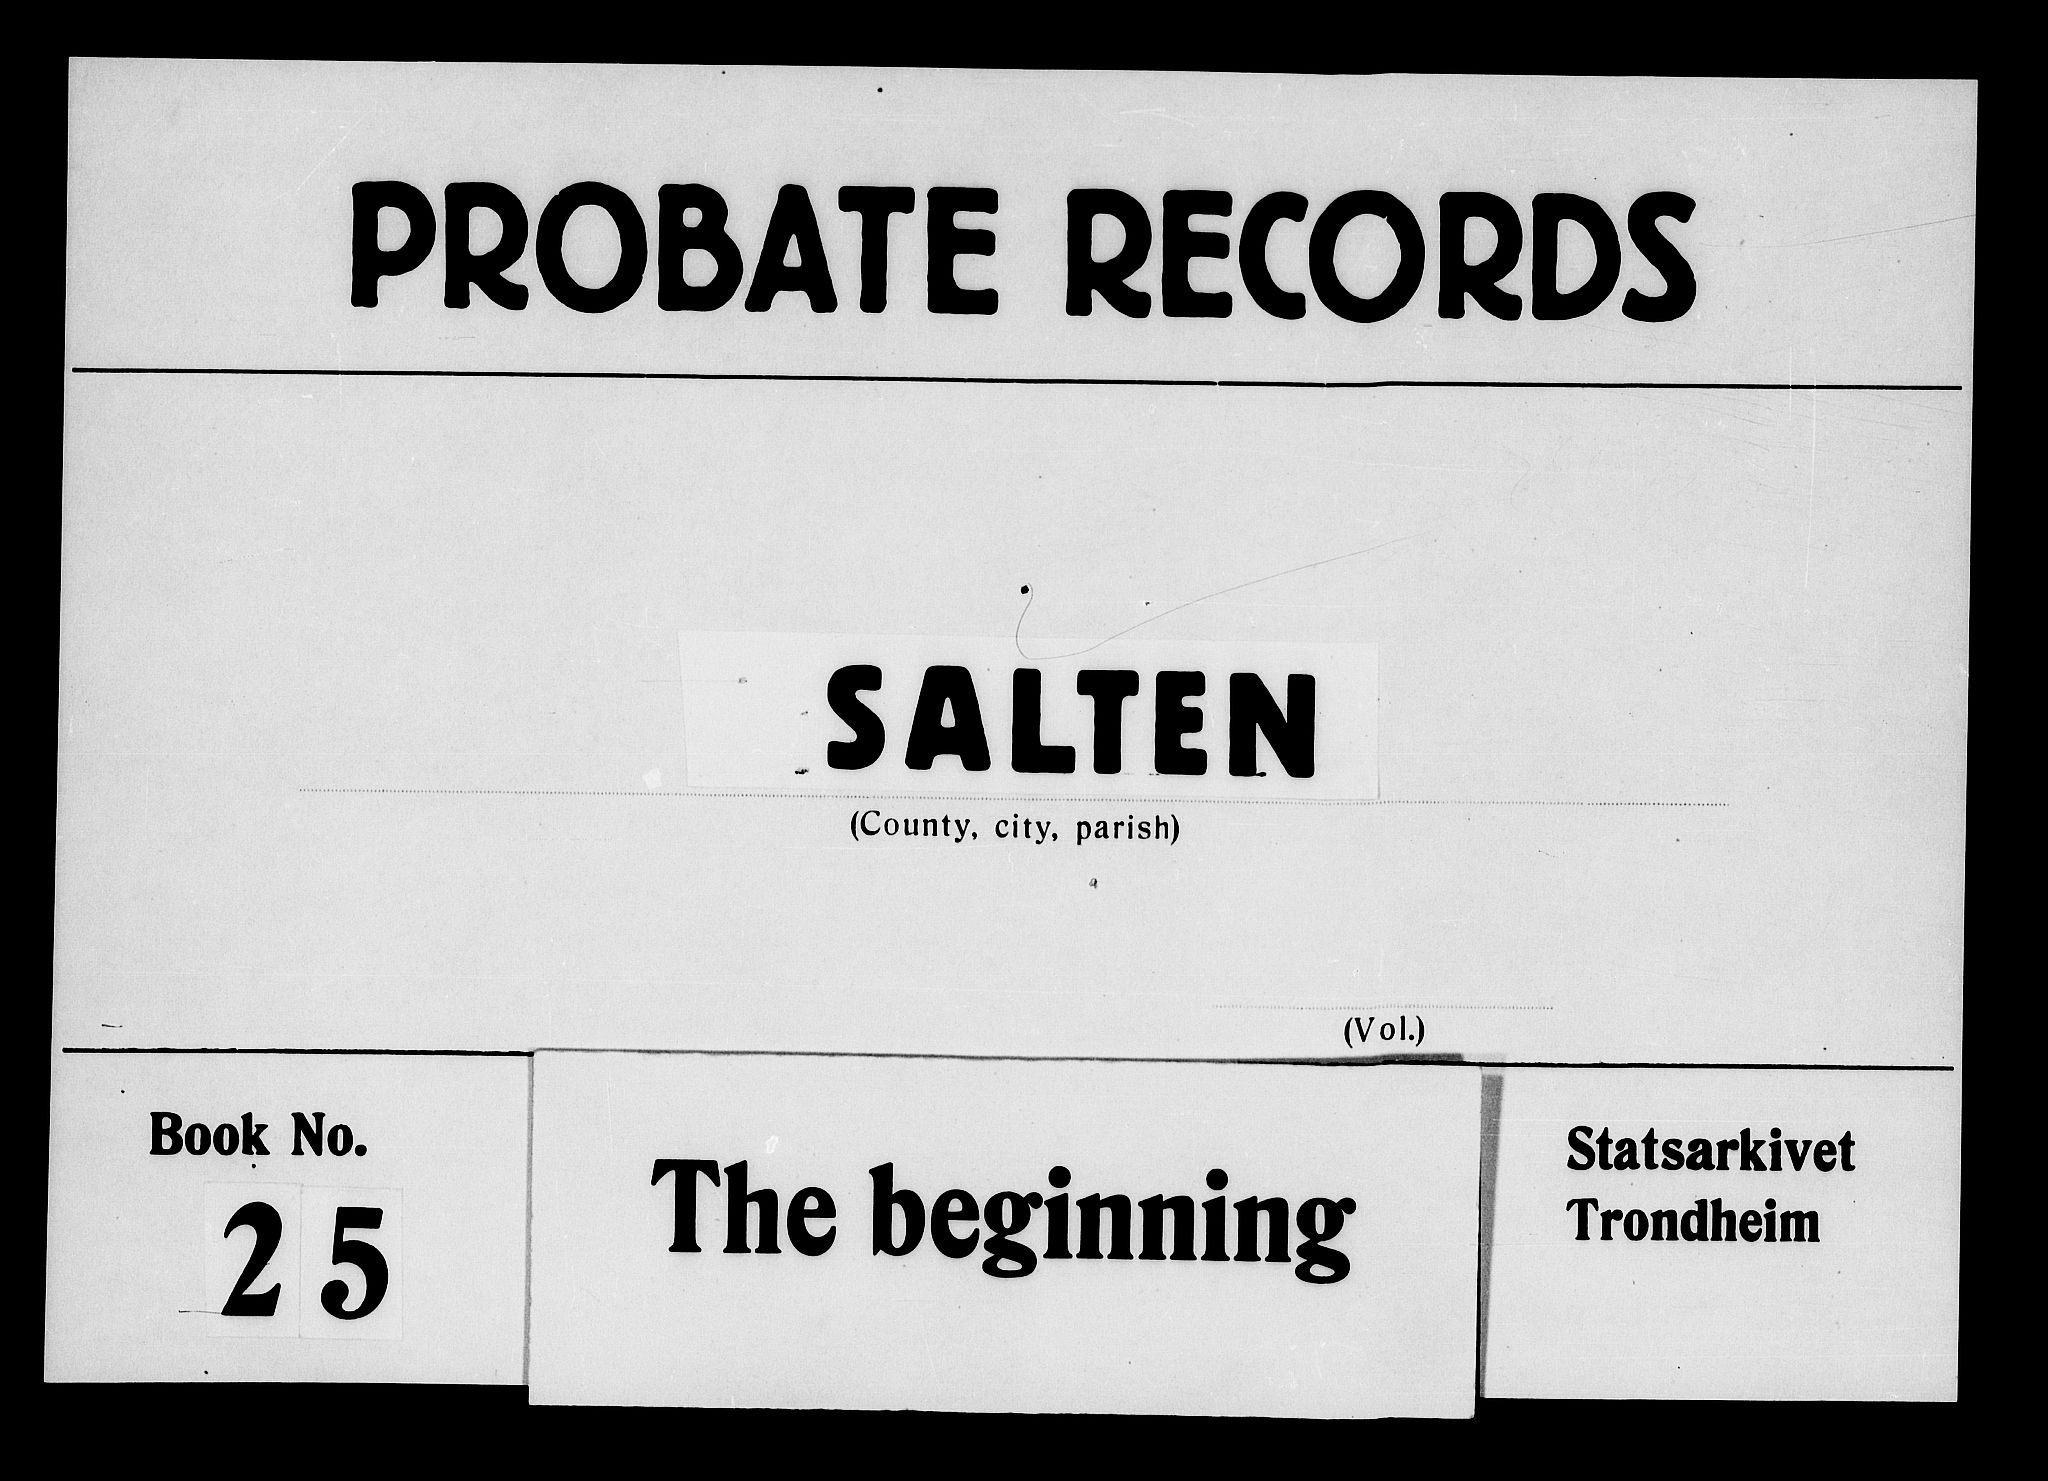 PROBATE RECORDS
SALTEN
(County, city, parish)
(Vol.)
Book No.
25
The beginning
Statsarkivet
Trondheim